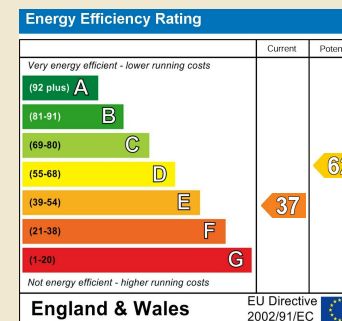 Energy Efficiency Rating
Current
Very energy efficient - lower running costs
(92 plus) A
(81-91) B
(69-80) C
(55-68) D
(39-54) E
37
(21-38) F
(1-20) G
Not energy efficient - higher running costs
England & Wales
EU Directive
2002/91/EC